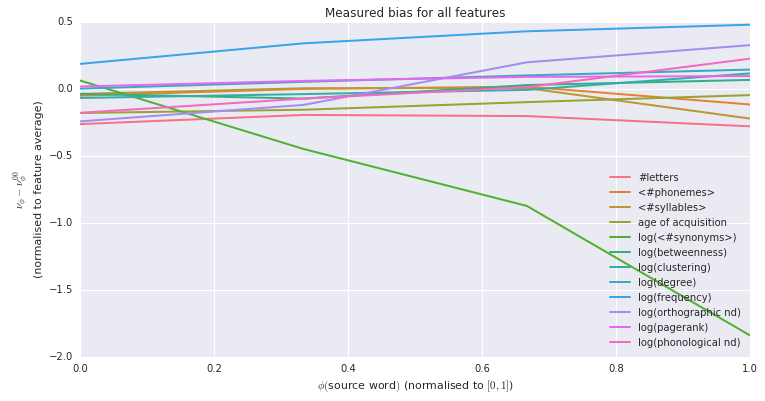 Measured bias for all features
0.5
0.0
−0.5
−1.0
−1.5
−2.0
ν_ϕ − ν_ϕ^00
(normalised to feature average)
#letters
<#phonemes>
<#syllables>
age of acquisition
log(<#synonyms>)
log(betweenness)
log(clustering)
log(degree)
log(frequency)
log(orthographic nd)
log(pagerank)
log(phonological nd)
0.0 0.2 0.4 0.6 0.8 1.0
ϕ(source word) (normalised to [0, 1])